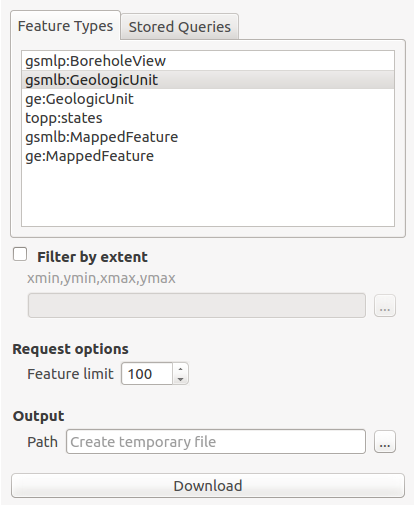 Feature Types Stored Queries
gsmlp:BoreholeView
gsmlb:GeologicUnit
ge:GeologicUnit
topp:states
gsmlb:MappedFeature
ge:MappedFeature
Filter by extent
xmin,ymin,xmax,ymax
...
Request options
Feature limit 100
Output
Path Create temporary file ...
Download